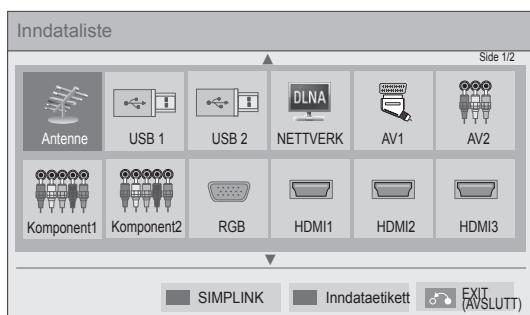 Inndataliste
Side 1/2
Antenne USB 1 USB 2 DLNA NETTVERK AV1 AV2
Komponent1 Komponent2 RGB HDMI1 HDMI2 HDMI3
SIMPLINK Inndataetikett EXIT
(AVSLUTT)